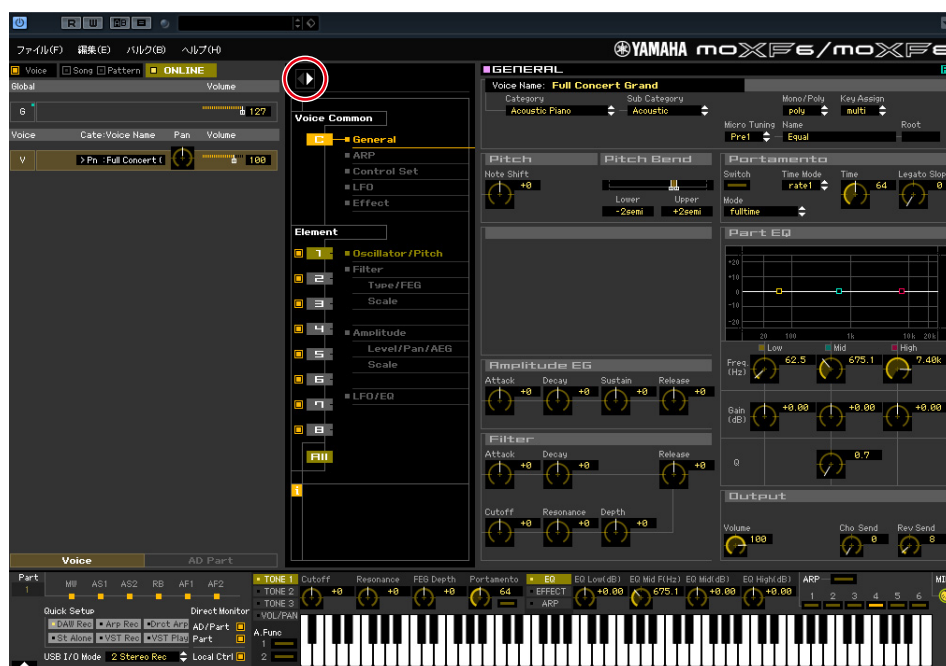 R W
ファイル(F) 編集(E) バルク(B) ヘルプ(H)
YAMAHA MOXF6/MOXF8
Voice Song Pattern ONLINE
Global Volume
G 127
Voice Cate:Voice Name Pan Volume
V Pn :Full Concert ( 100
Voice AD Part
Voice Common
C General
ARP
Control Set
LFO
Effect
Element
1 Oscillator/Pitch
2 Filter
Type/FEG
3 Scale
4 Amplitude
5 Level/Pan/AEG
Scale
6
7 LFO/EQ
8
All
i
GENERAL
Voice Name: Full Concert Grand
Category Sub Category Mono/Poly Key Assign
Acoustic Piano Acoustic poly multi
Micro Tuning Name Root
Pre1 Equal
Pitch Pitch Bend
Note Shift
+0
Lower Upper
-2semi +2semi
Portamento
Switch Time Mode Time Legato Slop
rate1 64 0
Mode
fulltime
Part EQ
+20
+10
0
-10
-20
20 100 1k 10k 20k
Low Mid High
Freq. (Hz) 62.5 675.1 7.40k
Gain (dB) +0.00 +0.00 +0.00
Q 0.7
Amplitude EG
Attack Decay Sustain Release
+0 +0 +0 +0
Filter
Attack Decay Release
+0 +0 +0
Cutoff Resonance Depth
+0 +0 +0
Output
Volume Cho Send Rev Send
100 0 8
Part
1
MW AS1 AS2 RB AF1 AF2
Quick Setup Direct Monitor
DAW Rec Arp Rec Drct Arp AD/Part
St Alone VST Rec VST Play Part
USB I/O Mode 2 Stereo Rec Local Ctrl
TONE 1 Cutoff Resonance FEG Depth Portamento EQ EQ Low(dB) EQ Mid F(Hz) EQ Mid(dB) EQ High(dB) ARP MI
TONE 2 +0 +0 +0 64 EFFECT +0.00 675.1 +0.00 +0.00 1 2 3 4 5 6
TONE 3 ARP
VOL/PAN
A.Func
1
2